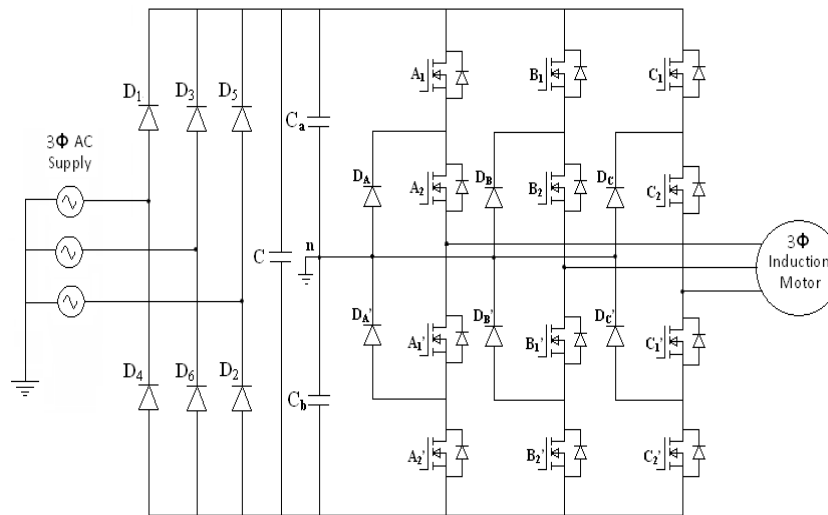 D1 D3 D5
3Φ AC
Supply
D4 D6 D2
C
Ca
n
Cb
DA
DA'
A1
A2
A1'
A2'
DB
DB'
B1
B2
B1'
B2'
DC
DC'
C1
C2
C1'
C2'
3Φ
Induction
Motor